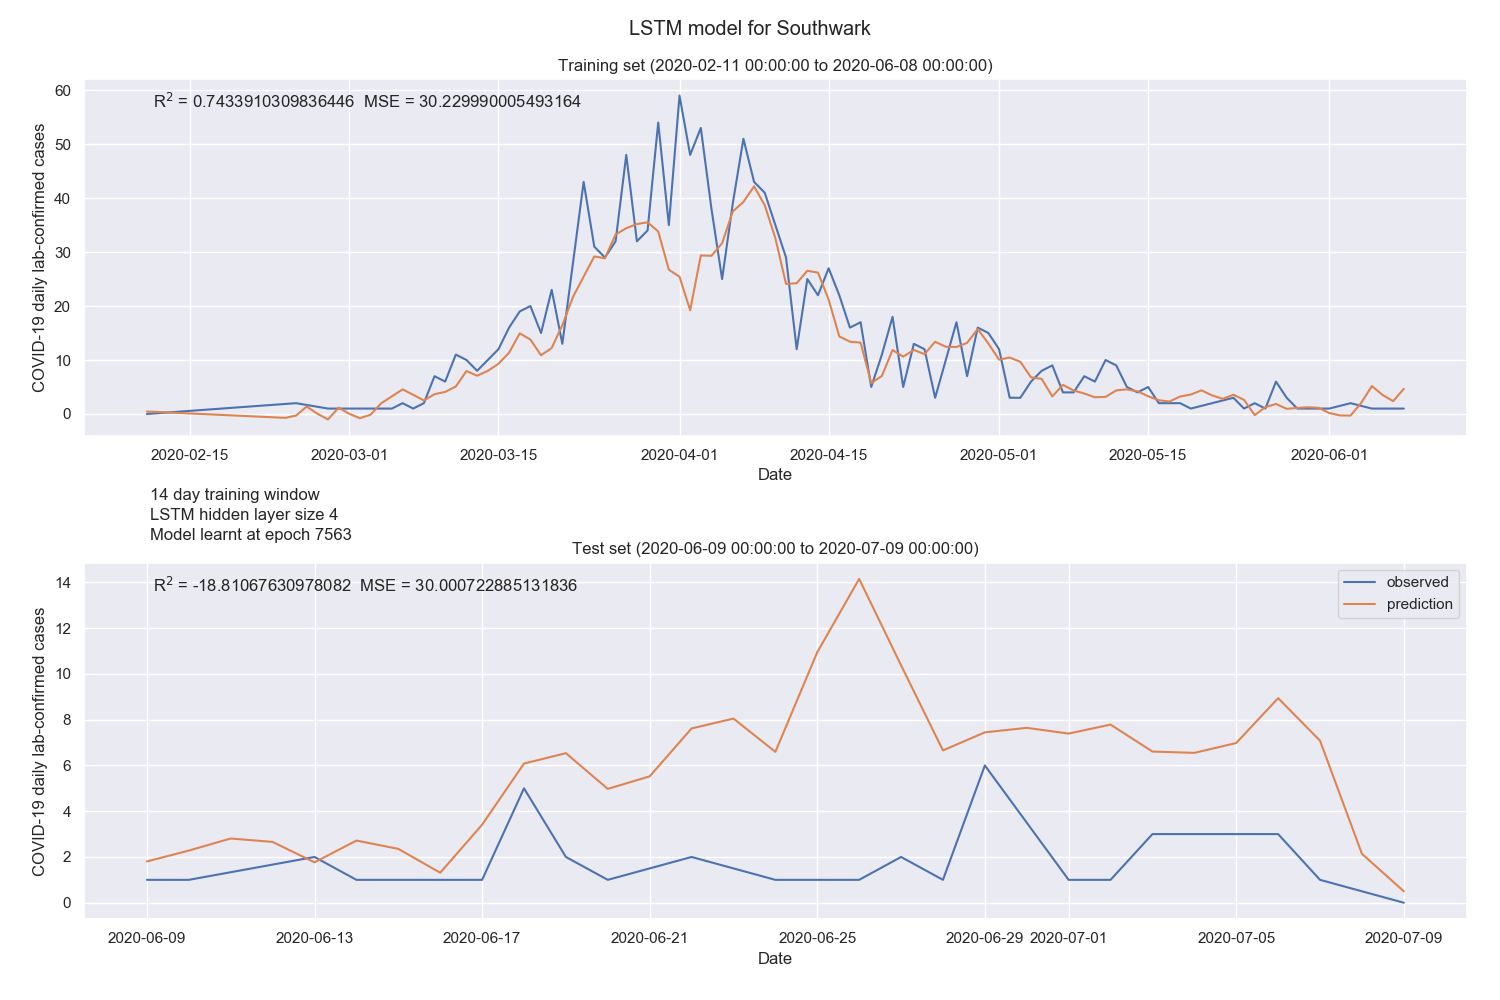 LSTM model for Southwark
Training set (2020-02-11 00:00:00 to 2020-06-08 00:00:00)
R² = 0.7433910309836446 MSE = 30.229990005493164
COVID-19 daily lab-confirmed cases
60
50
40
30
20
10
0
2020-02-15 2020-03-01 2020-03-15 2020-04-01 2020-04-15 2020-05-01 2020-05-15 2020-06-01
Date
14 day training window
LSTM hidden layer size 4
Model learnt at epoch 7563
Test set (2020-06-09 00:00:00 to 2020-07-09 00:00:00)
R² = -18.81067630978082 MSE = 30.000722885131836
observed
prediction
COVID-19 daily lab-confirmed cases
14
12
10
8
6
4
2
0
2020-06-09 2020-06-13 2020-06-17 2020-06-21 2020-06-25 2020-06-29 2020-07-01 2020-07-05 2020-07-09
Date